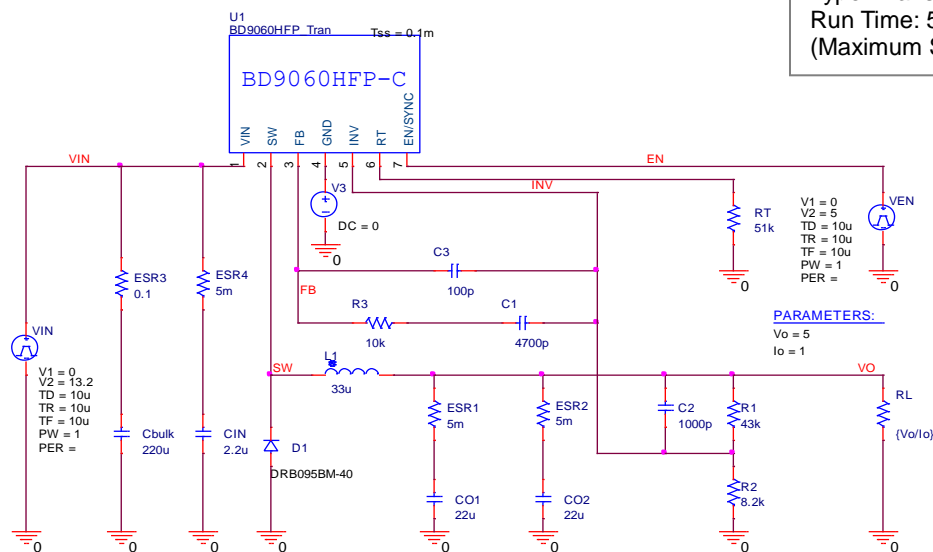 U1
BD9060HFP_Tran
Tss = 0.1m
Run Time: 5
(Maximum S
BD9060HFP-C
VIN
SW
FB
GND
INV
RT
EN/SYNC
1
2
3
4
5
6
7
VIN
EN
INV
V3
DC = 0
0
RT
51k
0
V1 = 0
V2 = 5
TD = 10u
TR = 10u
TF = 10u
PW = 1
PER =
VEN
0
ESR3
0.1
ESR4
5m
C3
100p
FB
R3
10k
C1
4700p
PARAMETERS:
Vo = 5
Io = 1
VIN
V1 = 0
V2 = 13.2
TD = 10u
TR = 10u
TF = 10u
PW = 1
PER =
SW
L1
33u
VO
ESR1
5m
ESR2
5m
C2
1000p
R1
43k
RL
{Vo/Io}
Cbulk
220u
CIN
2.2u
D1
DRB095BM-40
CO1
22u
CO2
22u
R2
8.2k
0
0
0
0
0
0
0
0